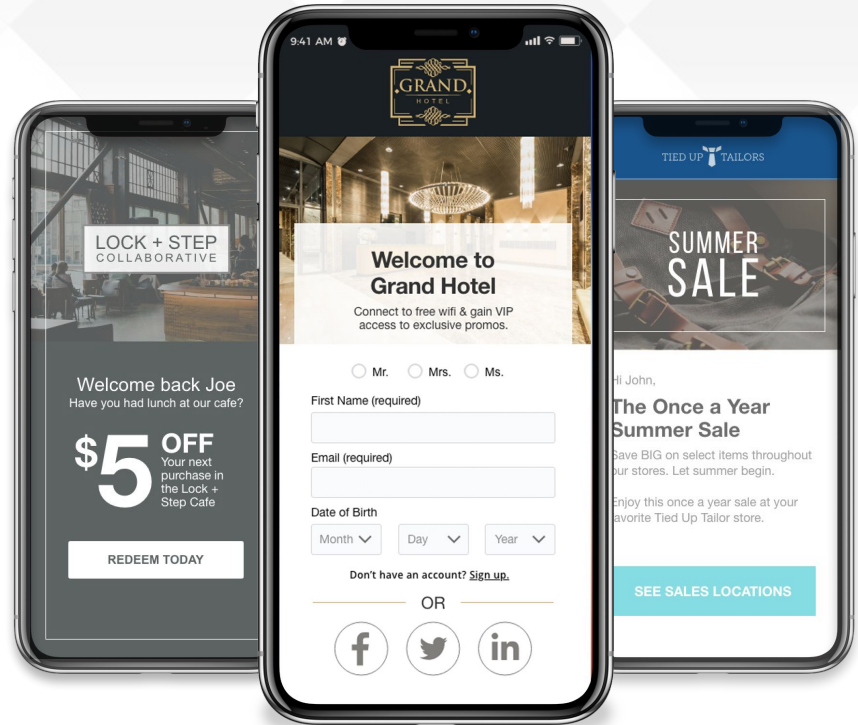 LOCK + STEP
COLLABORATIVE
Welcome back Joe
Have you had lunch at our cafe?
$5 OFF
Your next
purchase in
the Lock +
Step Cafe
REDEEM TODAY
9:41 AM
GRAND
HOTEL
Welcome to
Grand Hotel
Connect to free wifi & gain VIP
access to exclusive promos.
Mr. Mrs. Ms.
First Name (required)
Email (required)
Date of Birth
Month Day Year
Don't have an account? Sign up.
OR
f in
TIED UP TAILORS
SUMMER
SALE
Hi John,
The Once a Year
Summer Sale
Save BIG on select items throughout
our stores. Let summer begin.
Enjoy this once a year sale at your
favorite Tied Up Tailor store.
SEE SALES LOCATIONS